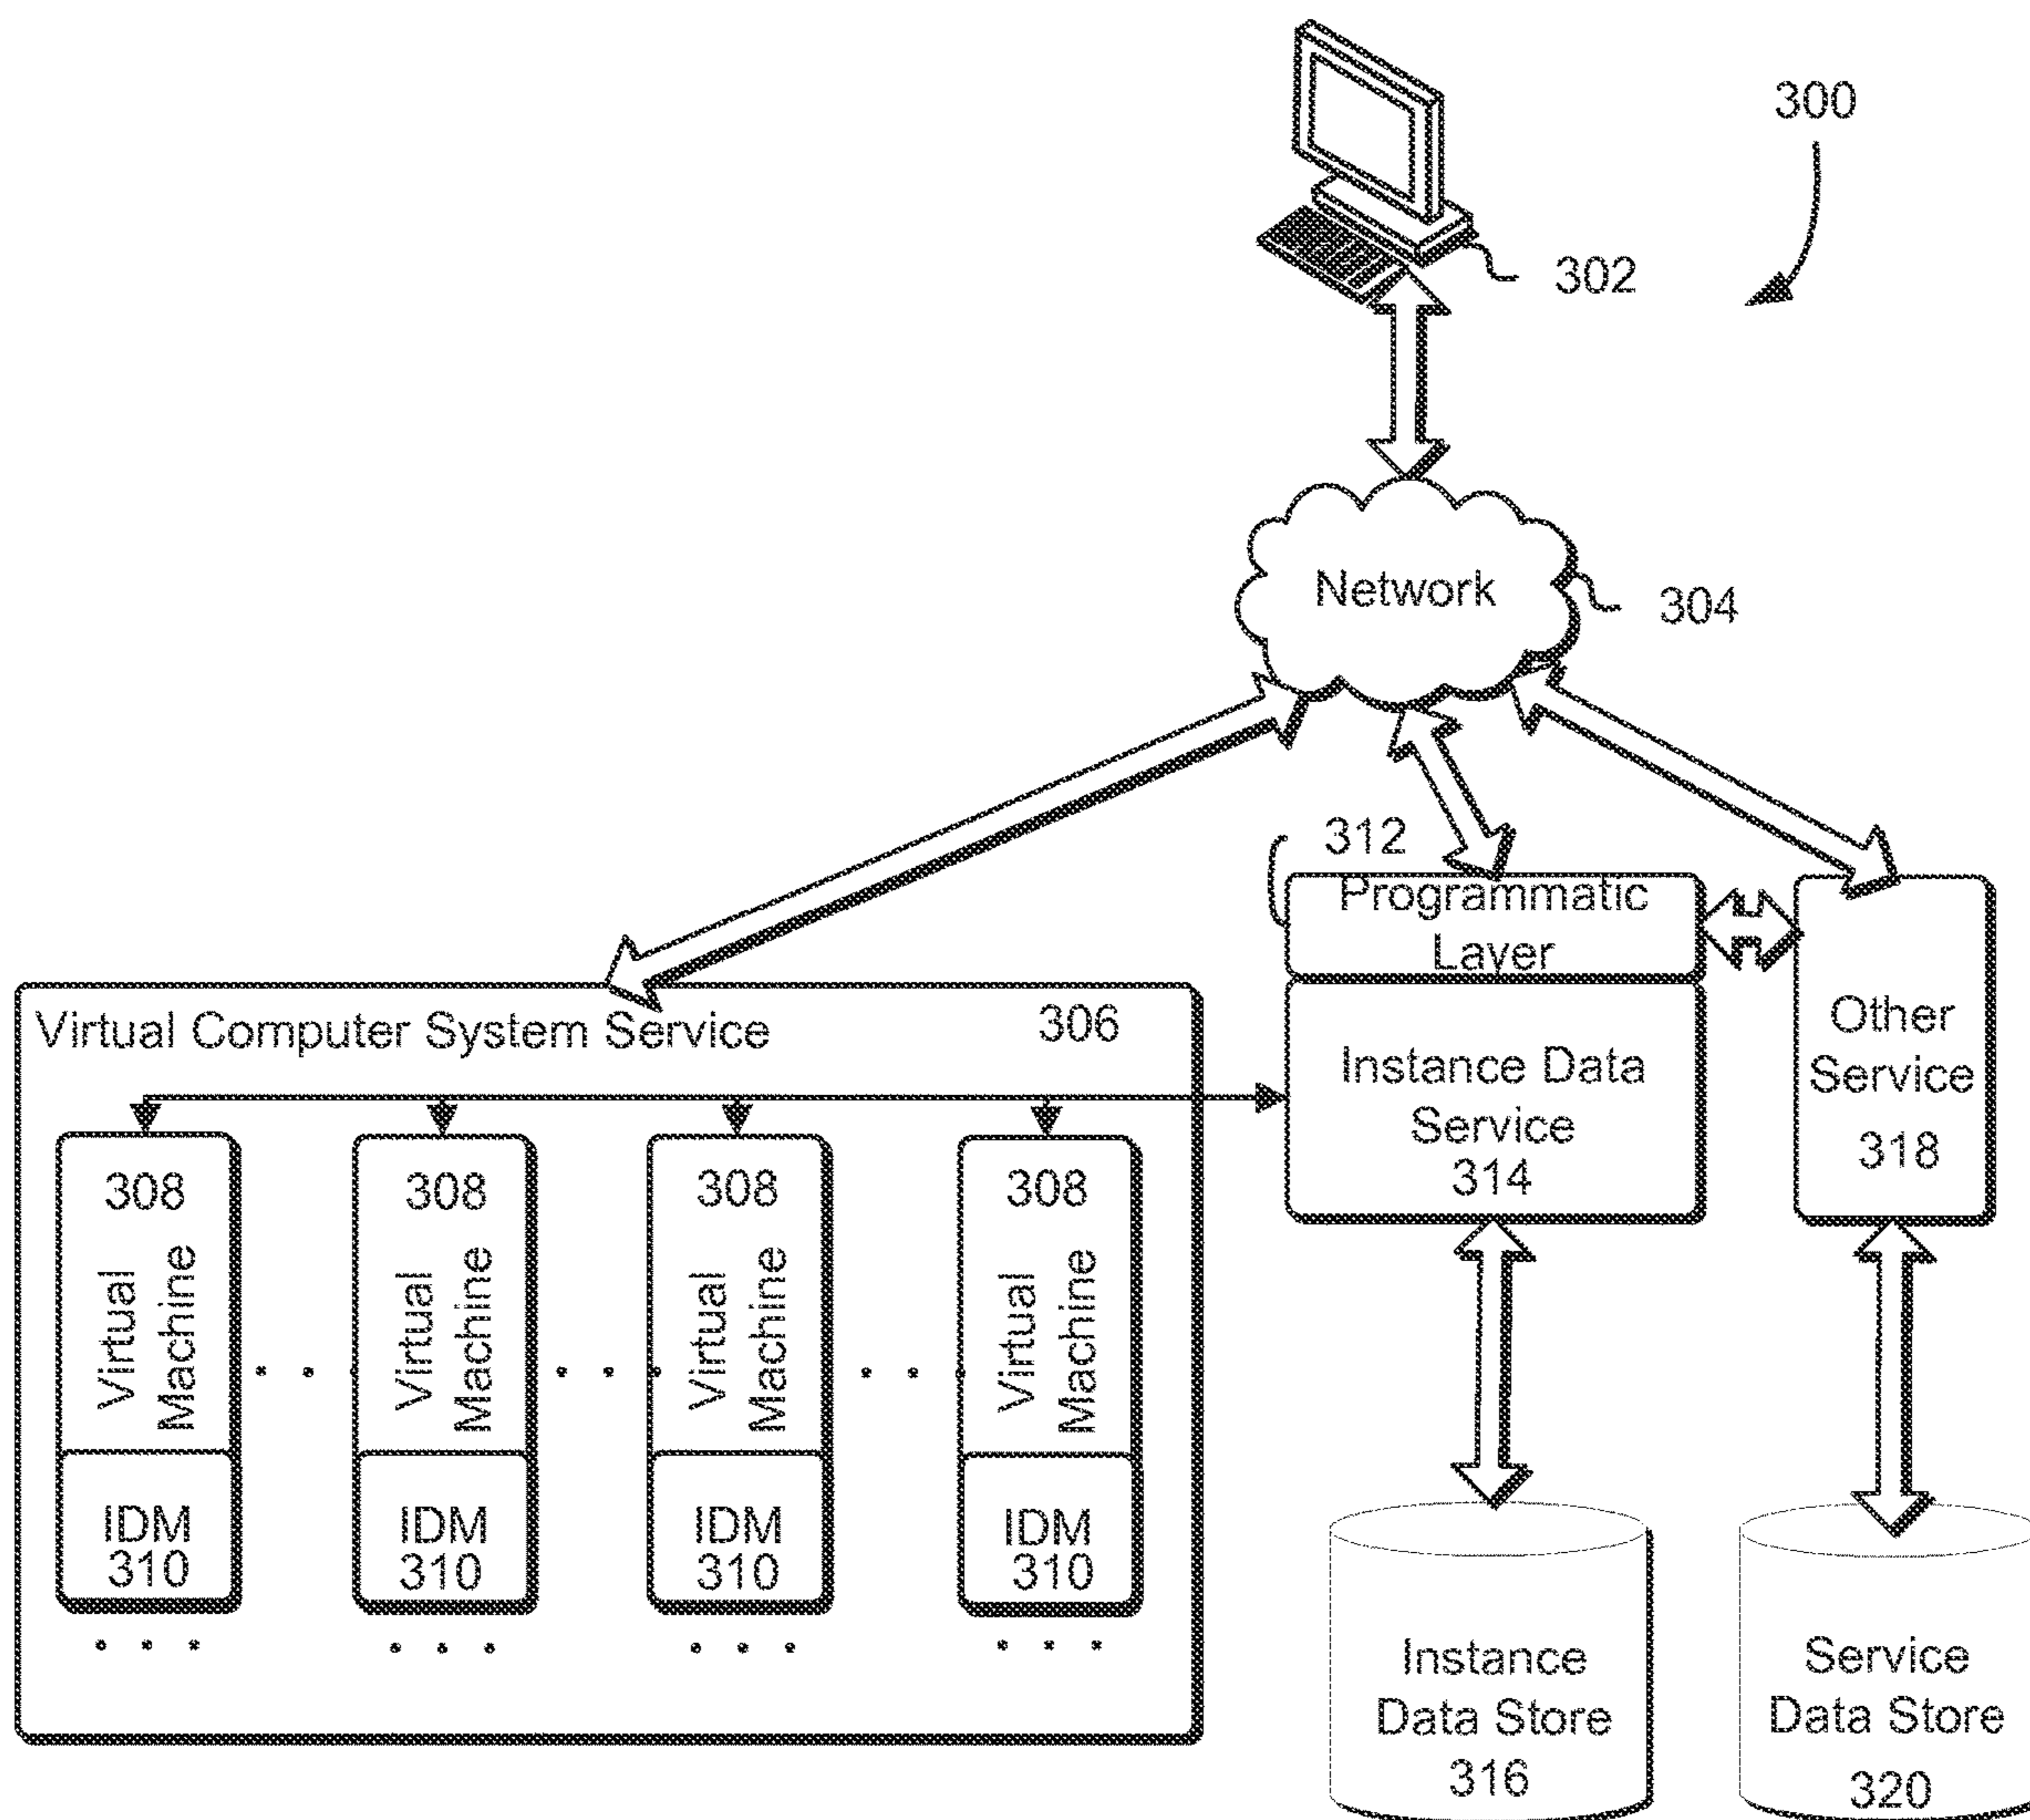 300
302
Network
304
312
Programmatic
Layer
Virtual Computer System Service
306
Instance Data
Service
314
Other
Service
318
308
Virtual
Machine
IDM
310
308
Virtual
Machine
IDM
310
308
Virtual
Machine
IDM
310
308
Virtual
Machine
IDM
310
Instance
Data Store
316
Service
Data Store
320